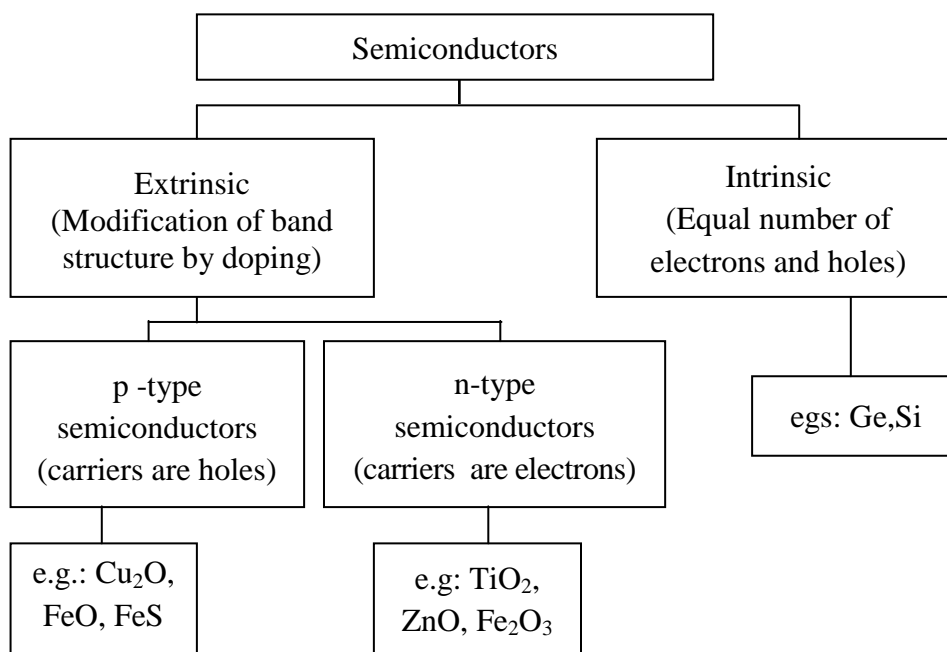 Semiconductors
Extrinsic
(Modification of band
structure by doping)
Intrinsic
(Equal number of
electrons and holes)
p -type
semiconductors
(carriers are holes)
n-type
semiconductors
(carriers are electrons)
egs: Ge,Si
e.g.: Cu₂O,
FeO, FeS
e.g: TiO₂,
ZnO, Fe₂O₃